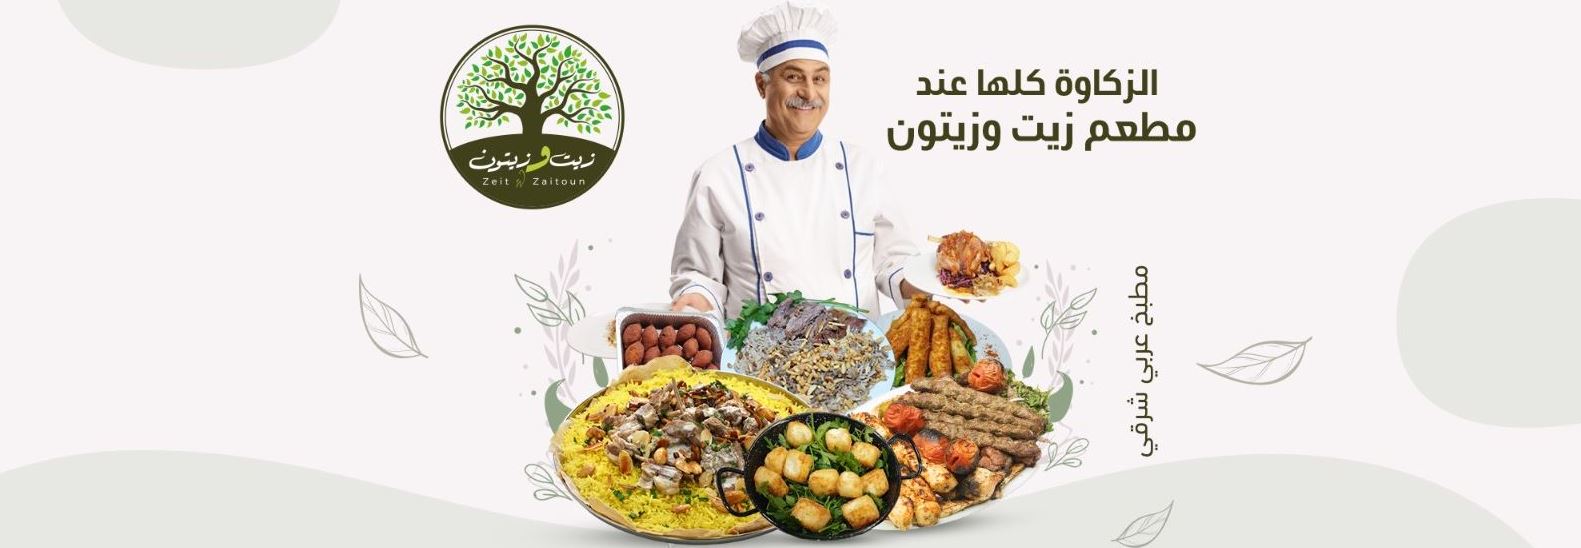 زيت و زيتون
Zeit W Zaitoun
الزكاوة كلها عند
مطعم زيت وزيتون
مطبخ عربي شرقي